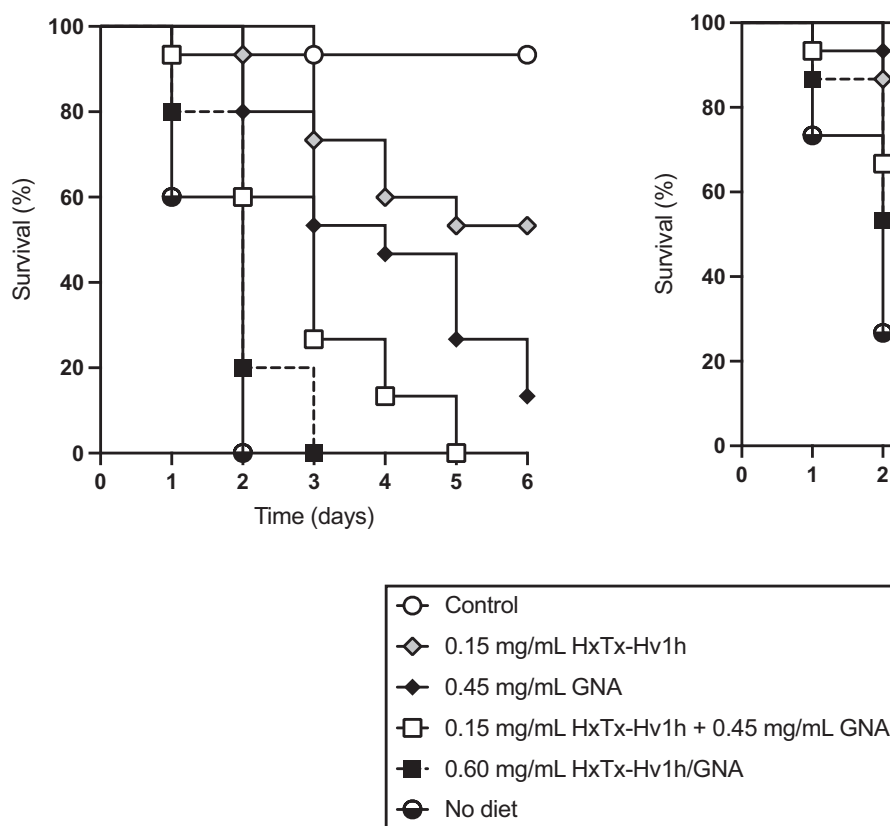 100
80
60
40
20
0
Survival (%)
0 1 2 3 4 5 6
Time (days)
100
80
60
40
20
0
Survival (%)
0 1 2
Control
0.15 mg/mL HxTx-Hv1h
0.45 mg/mL GNA
0.15 mg/mL HxTx-Hv1h + 0.45 mg/mL GNA
0.60 mg/mL HxTx-Hv1h/GNA
No diet